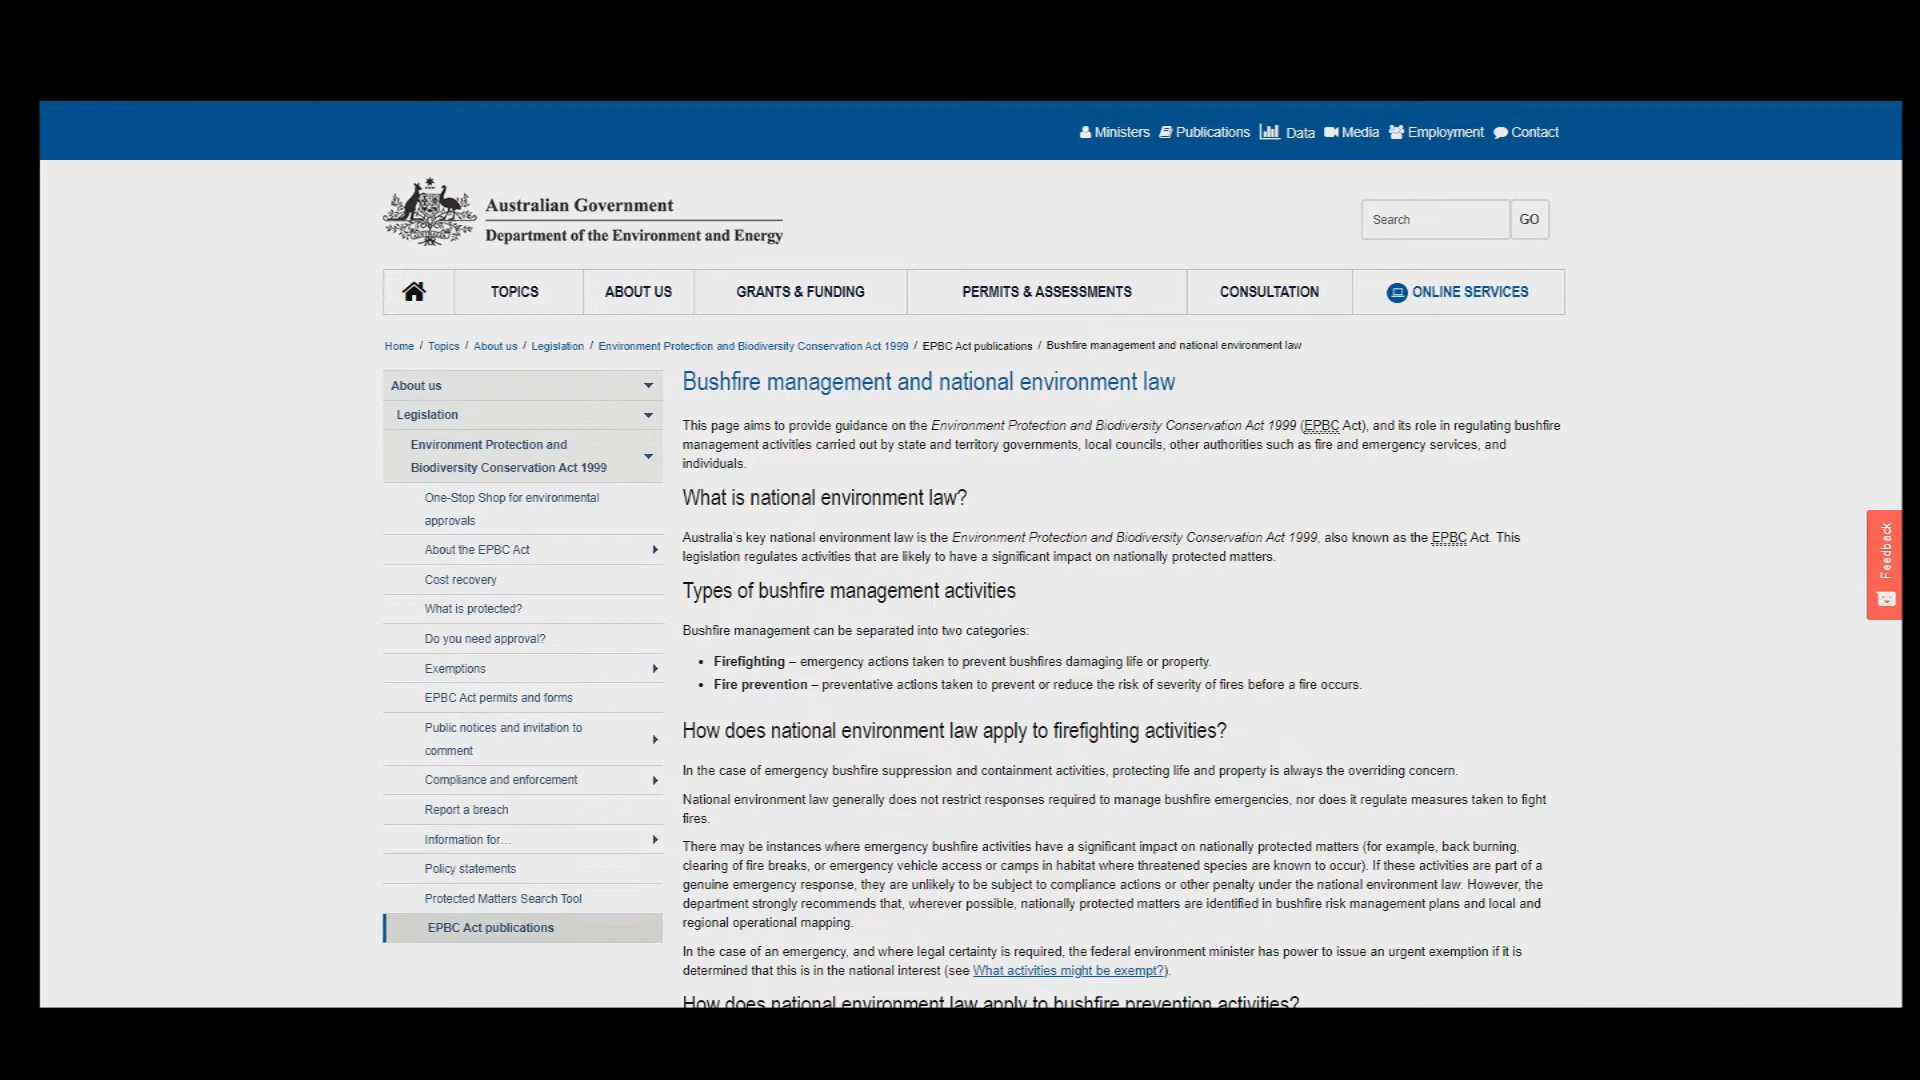 Ministers Publications Data Media Employment Contact
Australian Government
Department of the Environment and Energy
Search GO
TOPICS ABOUT US GRANTS & FUNDING PERMITS & ASSESSMENTS CONSULTATION ONLINE SERVICES
Home / Topics / About us / Legislation / Environment Protection and Biodiversity Conservation Act 1999 / EPBC Act publications / Bushfire management and national environment law
About us
Legislation
Environment Protection and
Biodiversity Conservation Act 1999
One-Stop Shop for environmental
approvals
About the EPBC Act
Cost recovery
What is protected?
Do you need approval?
Exemptions
EPBC Act permits and forms
Public notices and invitation to
comment
Compliance and enforcement
Report a breach
Information for...
Policy statements
Protected Matters Search Tool
EPBC Act publications
Bushfire management and national environment law
This page aims to provide guidance on the Environment Protection and Biodiversity Conservation Act 1999 (EPBC Act), and its role in regulating bushfire
management activities carried out by state and territory governments, local councils, other authorities such as fire and emergency services, and
individuals.
What is national environment law?
Australia's key national environment law is the Environment Protection and Biodiversity Conservation Act 1999, also known as the EPBC Act. This
legislation regulates activities that are likely to have a significant impact on nationally protected matters.
Types of bushfire management activities
Bushfire management can be separated into two categories:
• Firefighting – emergency actions taken to prevent bushfires damaging life or property.
• Fire prevention – preventative actions taken to prevent or reduce the risk of severity of fires before a fire occurs.
How does national environment law apply to firefighting activities?
In the case of emergency bushfire suppression and containment activities, protecting life and property is always the overriding concern.
National environment law generally does not restrict responses required to manage bushfire emergencies, nor does it regulate measures taken to fight
fires.
There may be instances where emergency bushfire activities have a significant impact on nationally protected matters (for example, back burning,
clearing of fire breaks, or emergency vehicle access or camps in habitat where threatened species are known to occur). If these activities are part of a
genuine emergency response, they are unlikely to be subject to compliance actions or other penalty under the national environment law. However, the
department strongly recommends that, wherever possible, nationally protected matters are identified in bushfire risk management plans and local and
regional operational mapping.
In the case of an emergency, and where legal certainty is required, the federal environment minister has power to issue an urgent exemption if it is
determined that this is in the national interest (see What activities might be exempt?).
How does national environment law apply to bushfire prevention activities?
Feedback